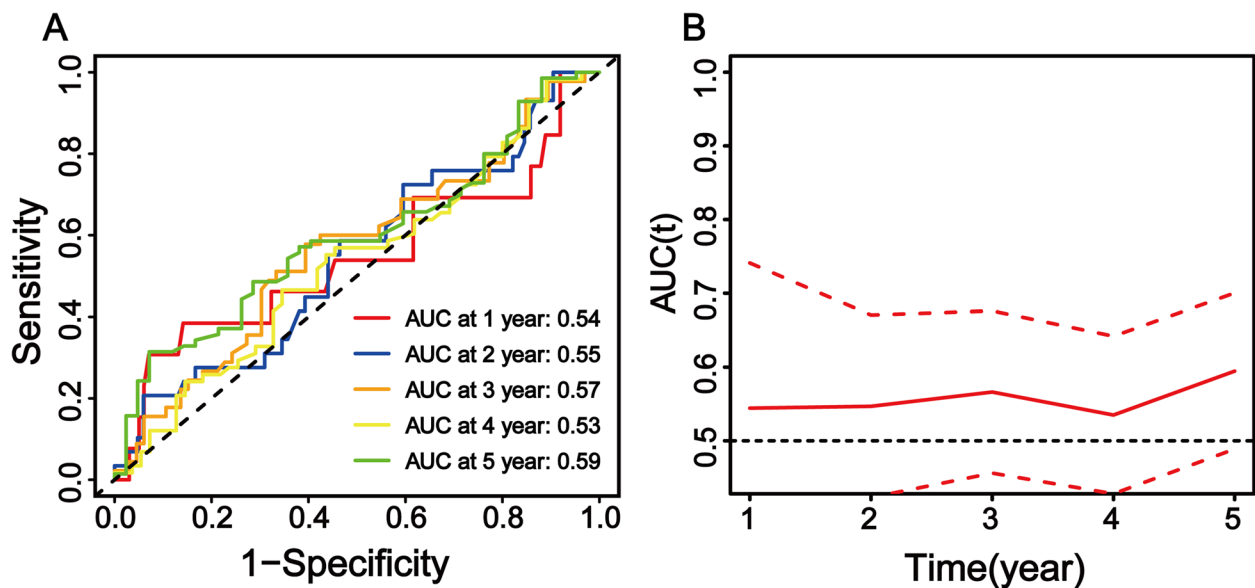 A
Sensitivity
1.0
0.8
0.6
0.4
0.2
0.0
AUC at 1 year: 0.54
AUC at 2 year: 0.55
AUC at 3 year: 0.57
AUC at 4 year: 0.53
AUC at 5 year: 0.59
0.0 0.2 0.4 0.6 0.8 1.0
1−Specificity
B
AUC(t)
1.0
0.9
0.8
0.7
0.6
0.5
1 2 3 4 5
Time(year)